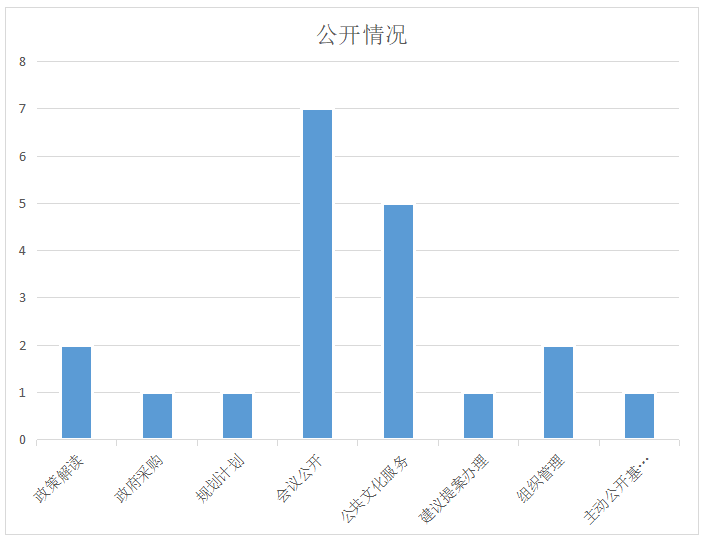 公开情况
8
7
6
5
4
3
2
1
0
政策解读
政府采购
规划计划
会议公开
公共文化服务
建议提案办理
组织管理
主动公开基…